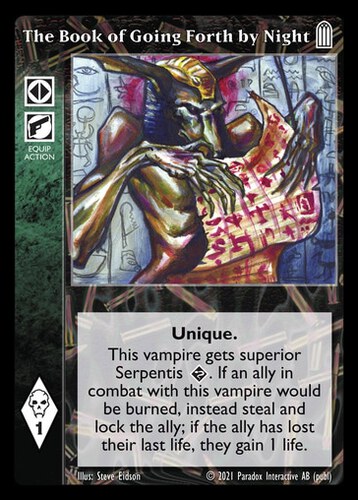 The Book of Going Forth by Night
EQUIP
ACTION
Unique.
This vampire gets superior
Serpentis . If an ally in
combat with this vampire would
be burned, instead steal and
lock the ally; if the ally has lost
their last life, they gain 1 life.
1
Illus: Steve Eidson © 2021 Paradox Interactive AB (publ)